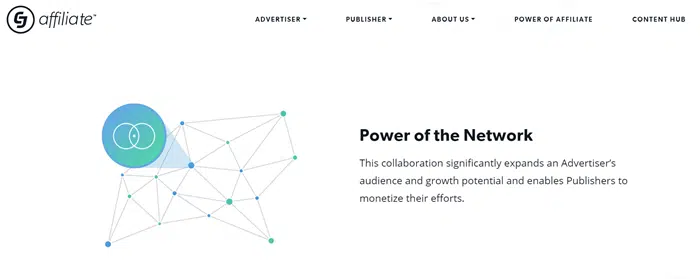 CJ affiliate™
ADVERTISER
PUBLISHER
ABOUT US
POWER OF AFFILIATE
CONTENT HUB
Power of the Network
This collaboration significantly expands an Advertiser's
audience and growth potential and enables Publishers to
monetize their efforts.